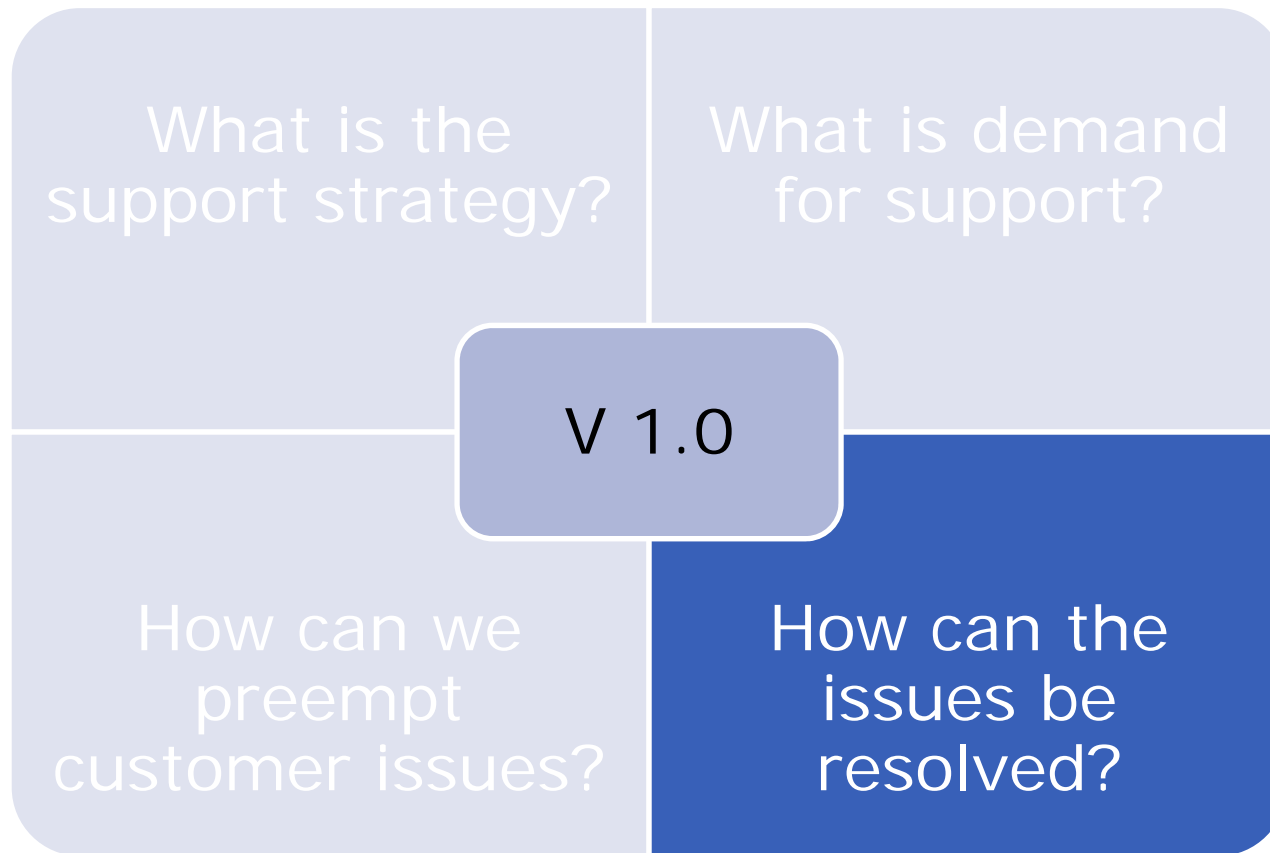 What is the
support strategy?
What is demand
for support?
V 1.0
How can we
preempt
customer issues?
How can the
issues be
resolved?